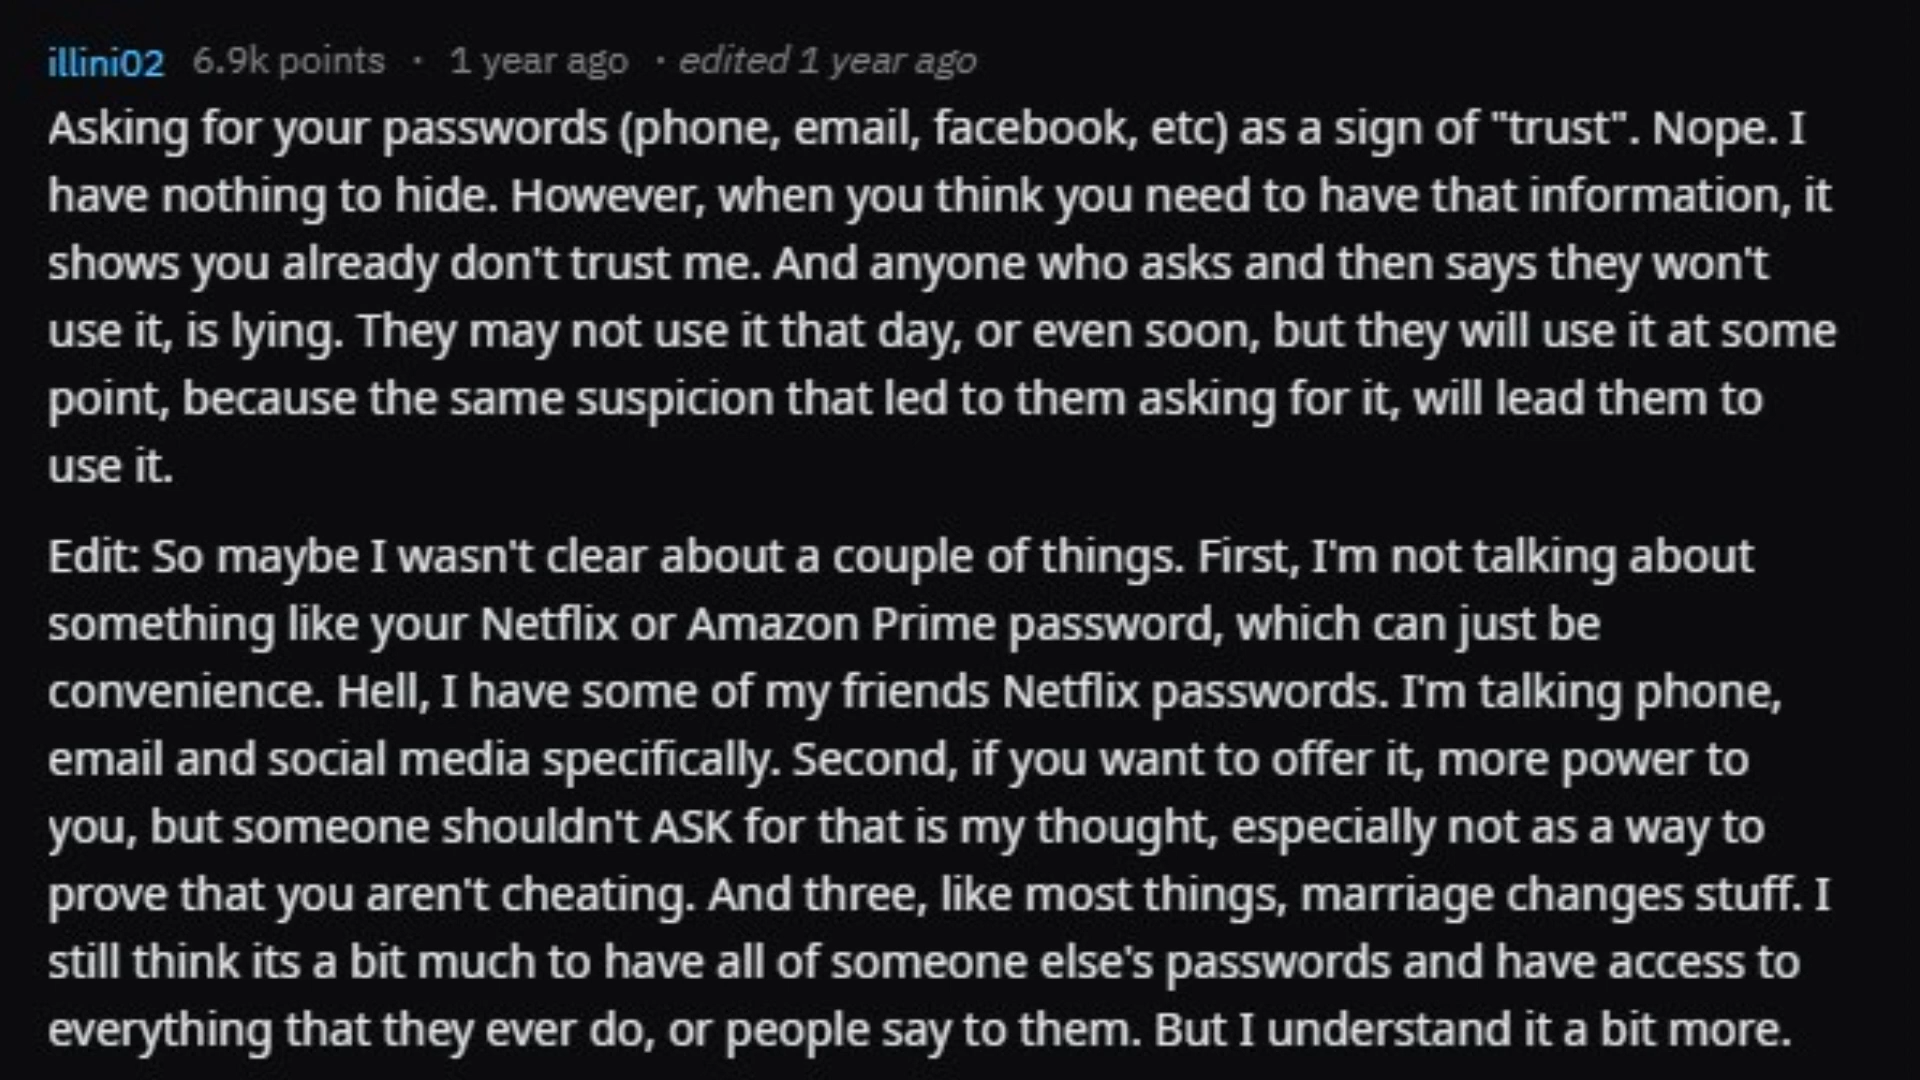 illini02 6.9k points · 1 year ago · edited 1 year ago
Asking for your passwords (phone, email, facebook, etc) as a sign of "trust". Nope. I
have nothing to hide. However, when you think you need to have that information, it
shows you already don't trust me. And anyone who asks and then says they won't
use it, is lying. They may not use it that day, or even soon, but they will use it at some
point, because the same suspicion that led to them asking for it, will lead them to
use it.
Edit: So maybe I wasn't clear about a couple of things. First, I'm not talking about
something like your Netflix or Amazon Prime password, which can just be
convenience. Hell, I have some of my friends Netflix passwords. I'm talking phone,
email and social media specifically. Second, if you want to offer it, more power to
you, but someone shouldn't ASK for that is my thought, especially not as a way to
prove that you aren't cheating. And three, like most things, marriage changes stuff. I
still think its a bit much to have all of someone else's passwords and have access to
everything that they ever do, or people say to them. But I understand it a bit more.